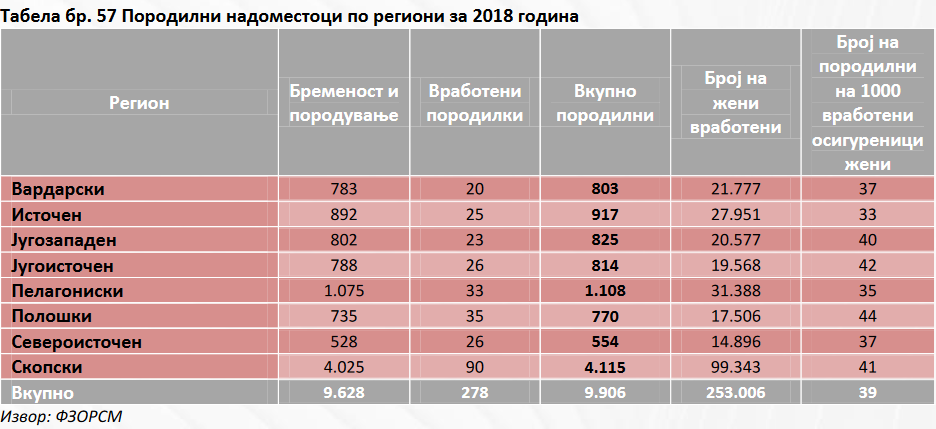 Табела бр. 57 Породилни надоместоци по региони за 2018 година
Регион Бременост и породување Вработени породилки Вкупно породилни Број на жени вработени Број на породилни на 1000 вработени осигуреници жени
Вардарски 783 20 803 21.777 37
Источен 892 25 917 27.951 33
Југозападен 802 23 825 20.577 40
Југоисточен 788 26 814 19.568 42
Пелагониски 1.075 33 1.108 31.388 35
Полошки 735 35 770 17.506 44
Североисточен 528 26 554 14.896 37
Скопски 4.025 90 4.115 99.343 41
Вкупно 9.628 278 9.906 253.006 39
Извор: ФЗОРСМ